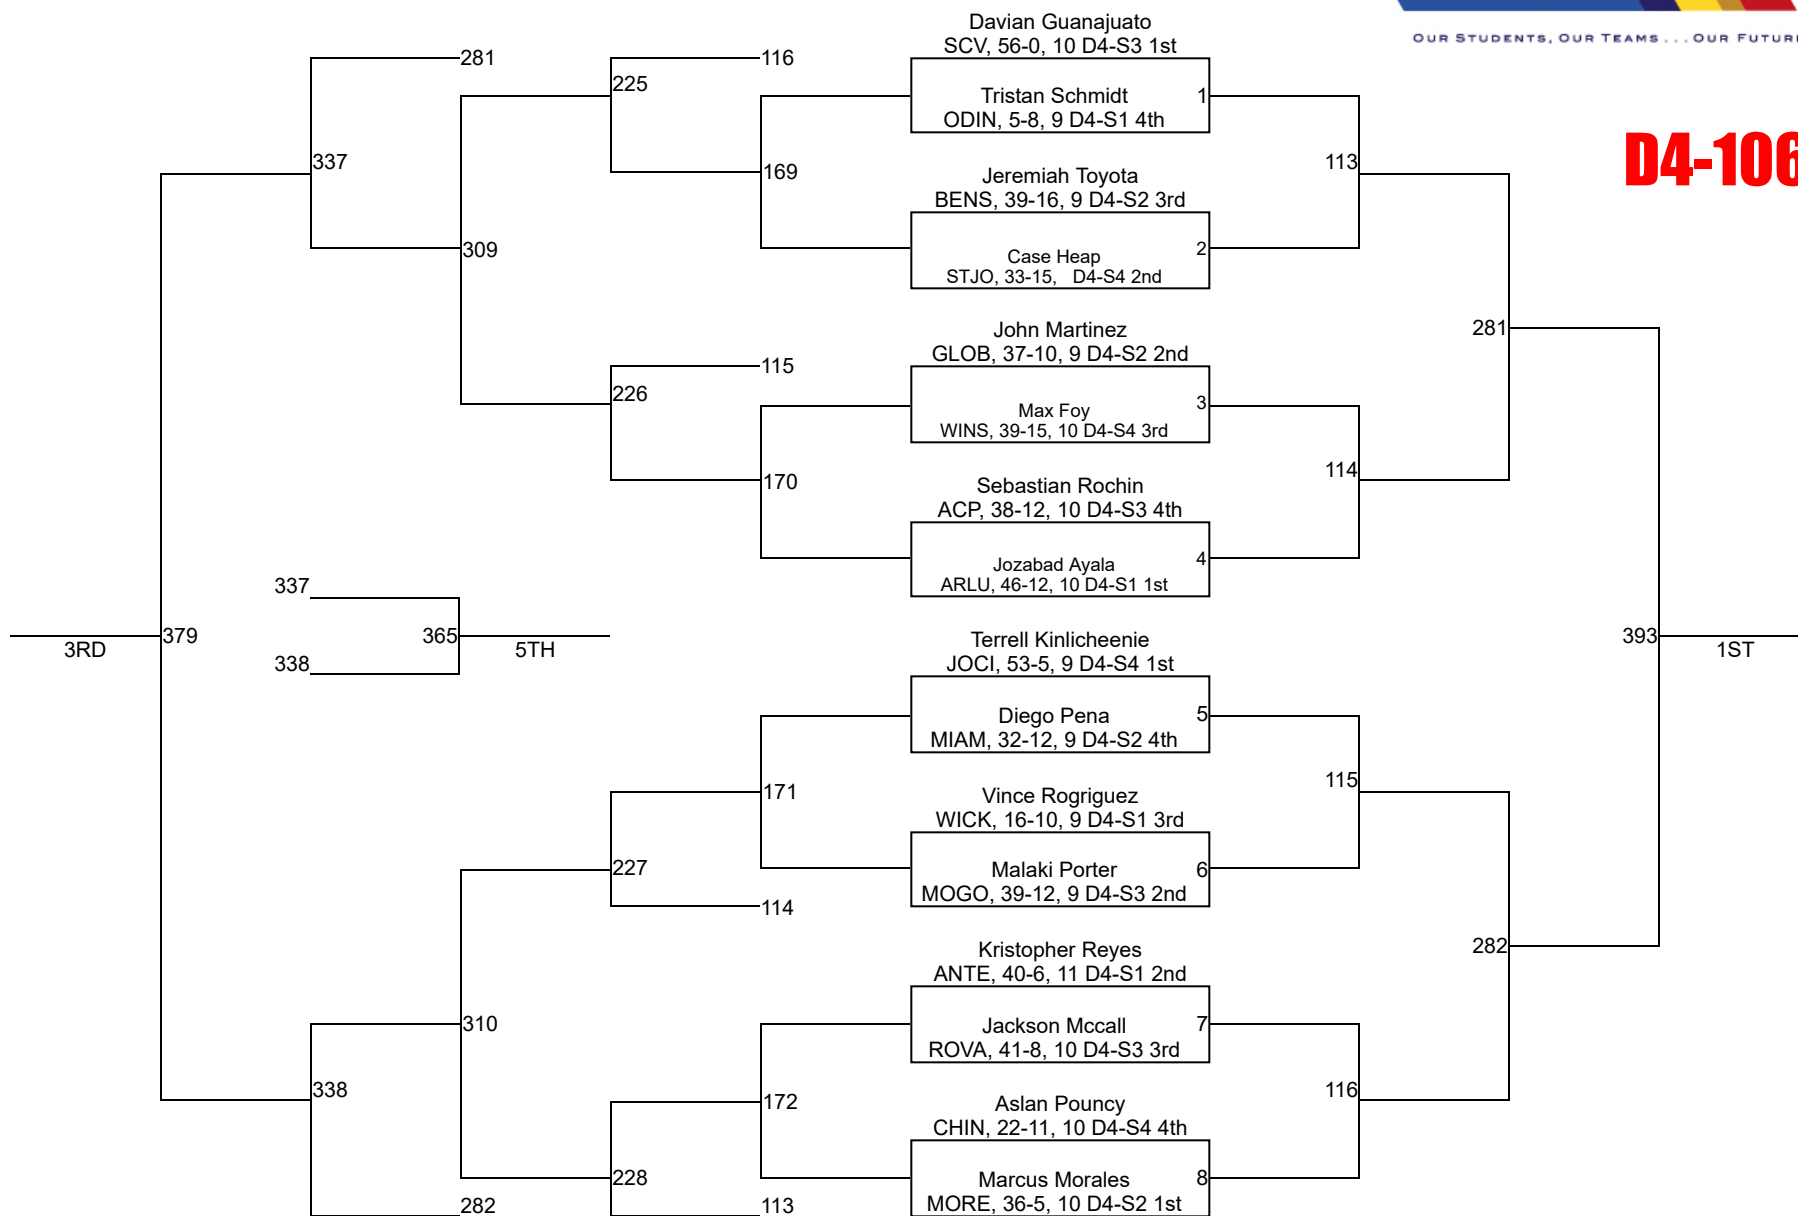 OUR STUDENTS, OUR TEAMS...OUR FUTUR
D4-106
Davian Guanajuato
SCV, 56-0, 10 D4-S3 1st
Tristan Schmidt
1
ODIN, 5-8, 9 D4-S1 4th
Jeremiah Toyota
BENS, 39-16, 9 D4-S2 3rd
Case Heap
2
STJO, 33-15, D4-S4 2nd
John Martinez
GLOB, 37-10, 9 D4-S2 2nd
Max Foy
3
WINS, 39-15, 10 D4-S4 3rd
Sebastian Rochin
ACP, 38-12, 10 D4-S3 4th
Jozabad Ayala
4
ARLU, 46-12, 10 D4-S1 1st
Terrell Kinlicheenie
JOCI, 53-5, 9 D4-S4 1st
Diego Pena
5
MIAM, 32-12, 9 D4-S2 4th
Vince Rogriguez
WICK, 16-10, 9 D4-S1 3rd
Malaki Porter
6
MOGO, 39-12, 9 D4-S3 2nd
Kristopher Reyes
ANTE, 40-6, 11 D4-S1 2nd
Jackson Mccall
7
ROVA, 41-8, 10 D4-S3 3rd
Aslan Pouncy
CHIN, 22-11, 10 D4-S4 4th
Marcus Morales
8
MORE, 36-5, 10 D4-S2 1st
113
114
115
116
281
282
393
1ST
116
169
115
170
171
114
172
113
225
226
227
228
281
309
310
282
337
338
337
338
365
5TH
379
3RD